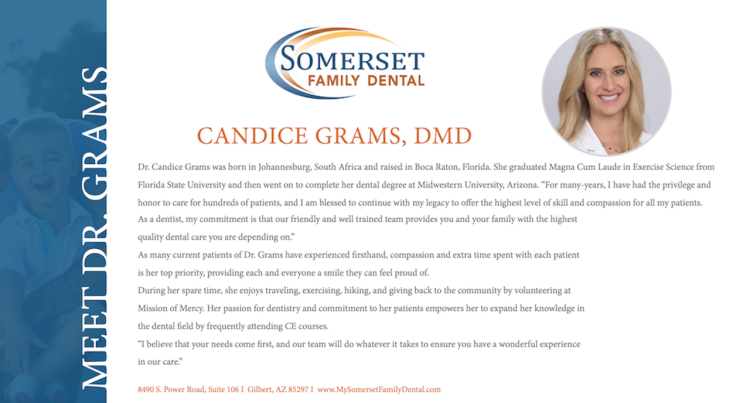 MEET DR. GRAMS
SOMERSET
FAMILY DENTAL
CANDICE GRAMS, DMD
Dr. Candice Grams was born in Johannesburg, South Africa and raised in Boca Raton, Florida. She graduated Magna Cum Laude in Exercise Science from
Florida State University and then went on to complete her dental degree at Midwestern University, Arizona. "For many-years, I have had the privilege and
honor to care for hundreds of patients, and I am blessed to continue with my legacy to offer the highest level of skill and compassion for all my patients.
As a dentist, my commitment is that our friendly and well trained team provides you and your family with the highest
quality dental care you are depending on."
As many current patients of Dr. Grams have experienced firsthand, compassion and extra time spent with each patient
is her top priority, providing each and everyone a smile they can feel proud of.
During her spare time, she enjoys traveling, exercising, hiking, and giving back to the community by volunteering at
Mission of Mercy. Her passion for dentistry and commitment to her patients empowers her to expand her knowledge in
the dental field by frequently attending CE courses.
"I believe that your needs come first, and our team will do whatever it takes to ensure you have a wonderful experience
in our care."
8490 S. Power Road, Suite 106 I Gilbert, AZ 85297 I www.MySomersetFamilyDental.com